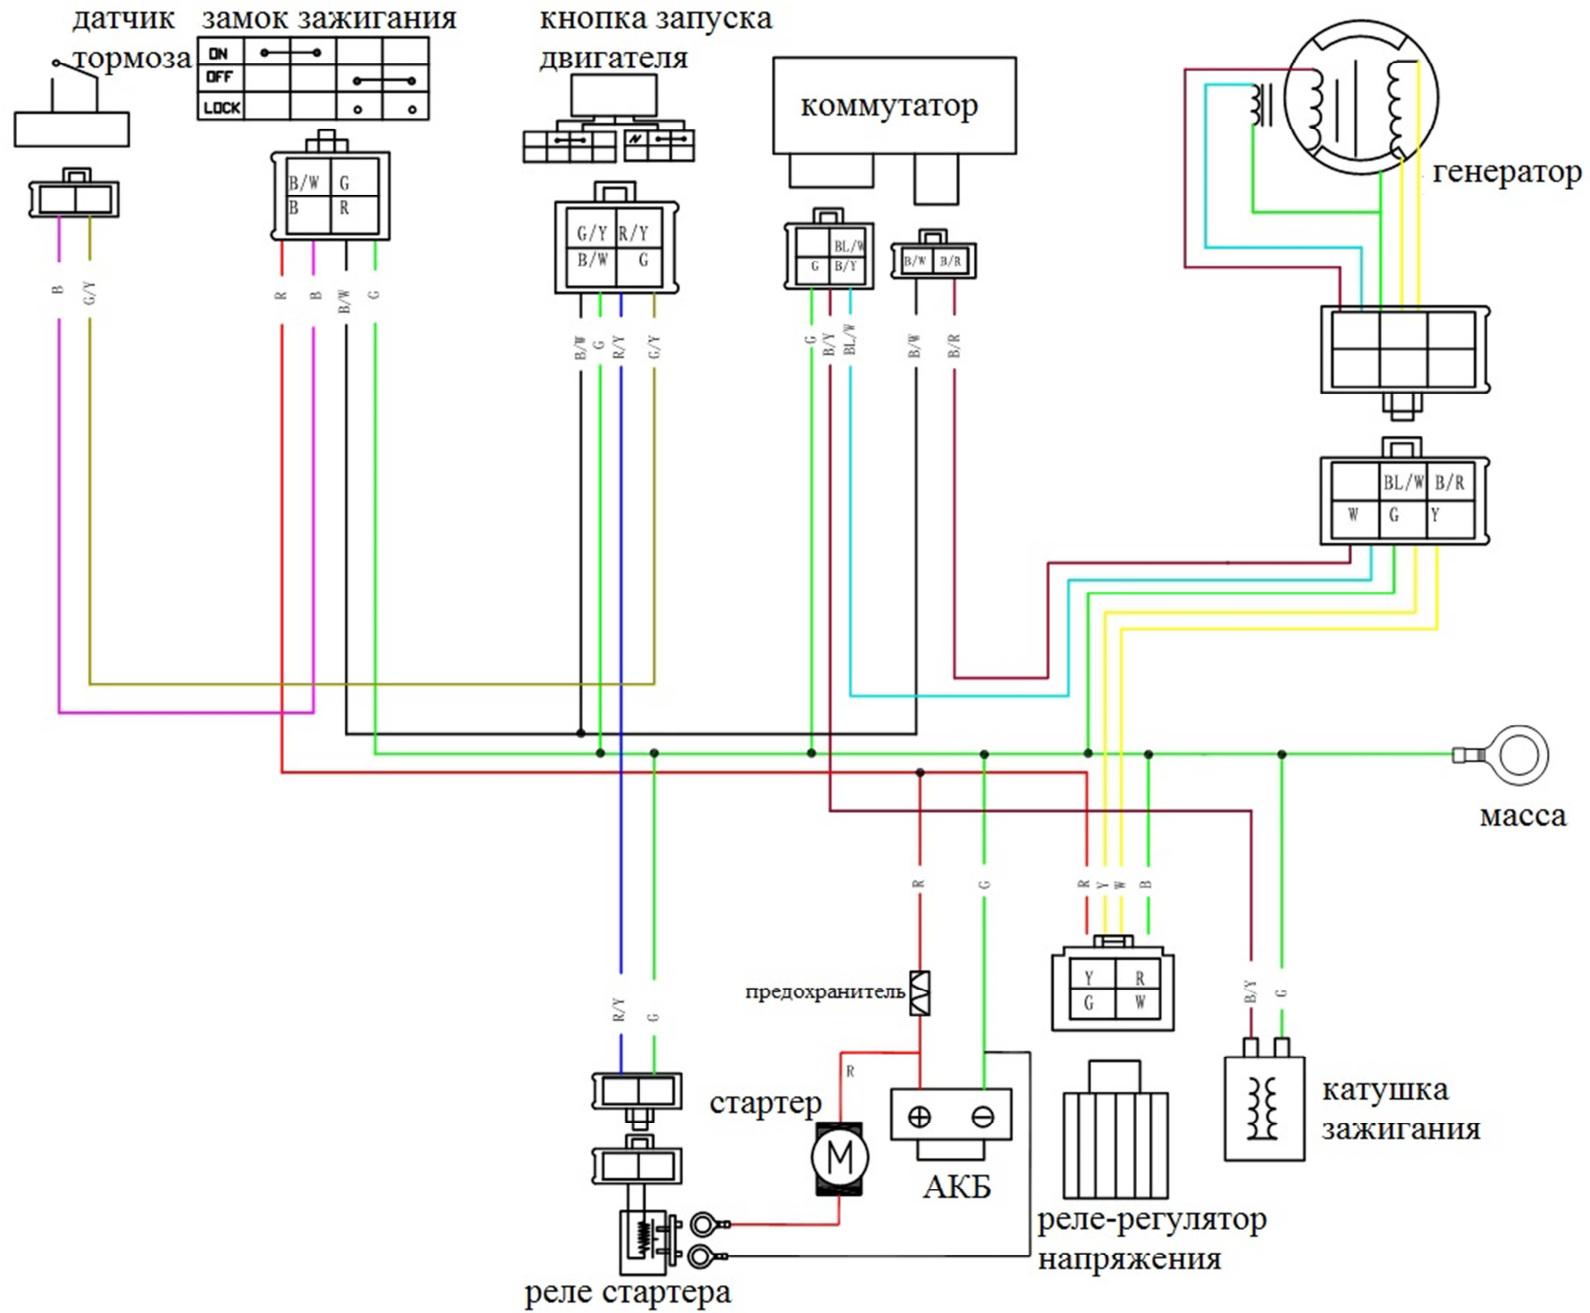 датчик
тормоза
замок зажигания
ON
OFF
LOCK
кнопка запуска
двигателя
коммутатор
генератор
B/W G
B R
G/Y R/Y
B/W G
BL/W
G B/Y
B/W B/R
B
G/Y
R
B
B/W
G
B/W
G
R/Y
G/Y
G
B/Y
BL/W
B/W
B/R
BL/W B/R
W G Y
масса
R
G
R
Y
W
B
Y R
G W
предохранитель
R/Y
G
B/Y
G
R
стартер
M
АКБ
катушка
зажигания
реле-регулятор
напряжения
реле стартера